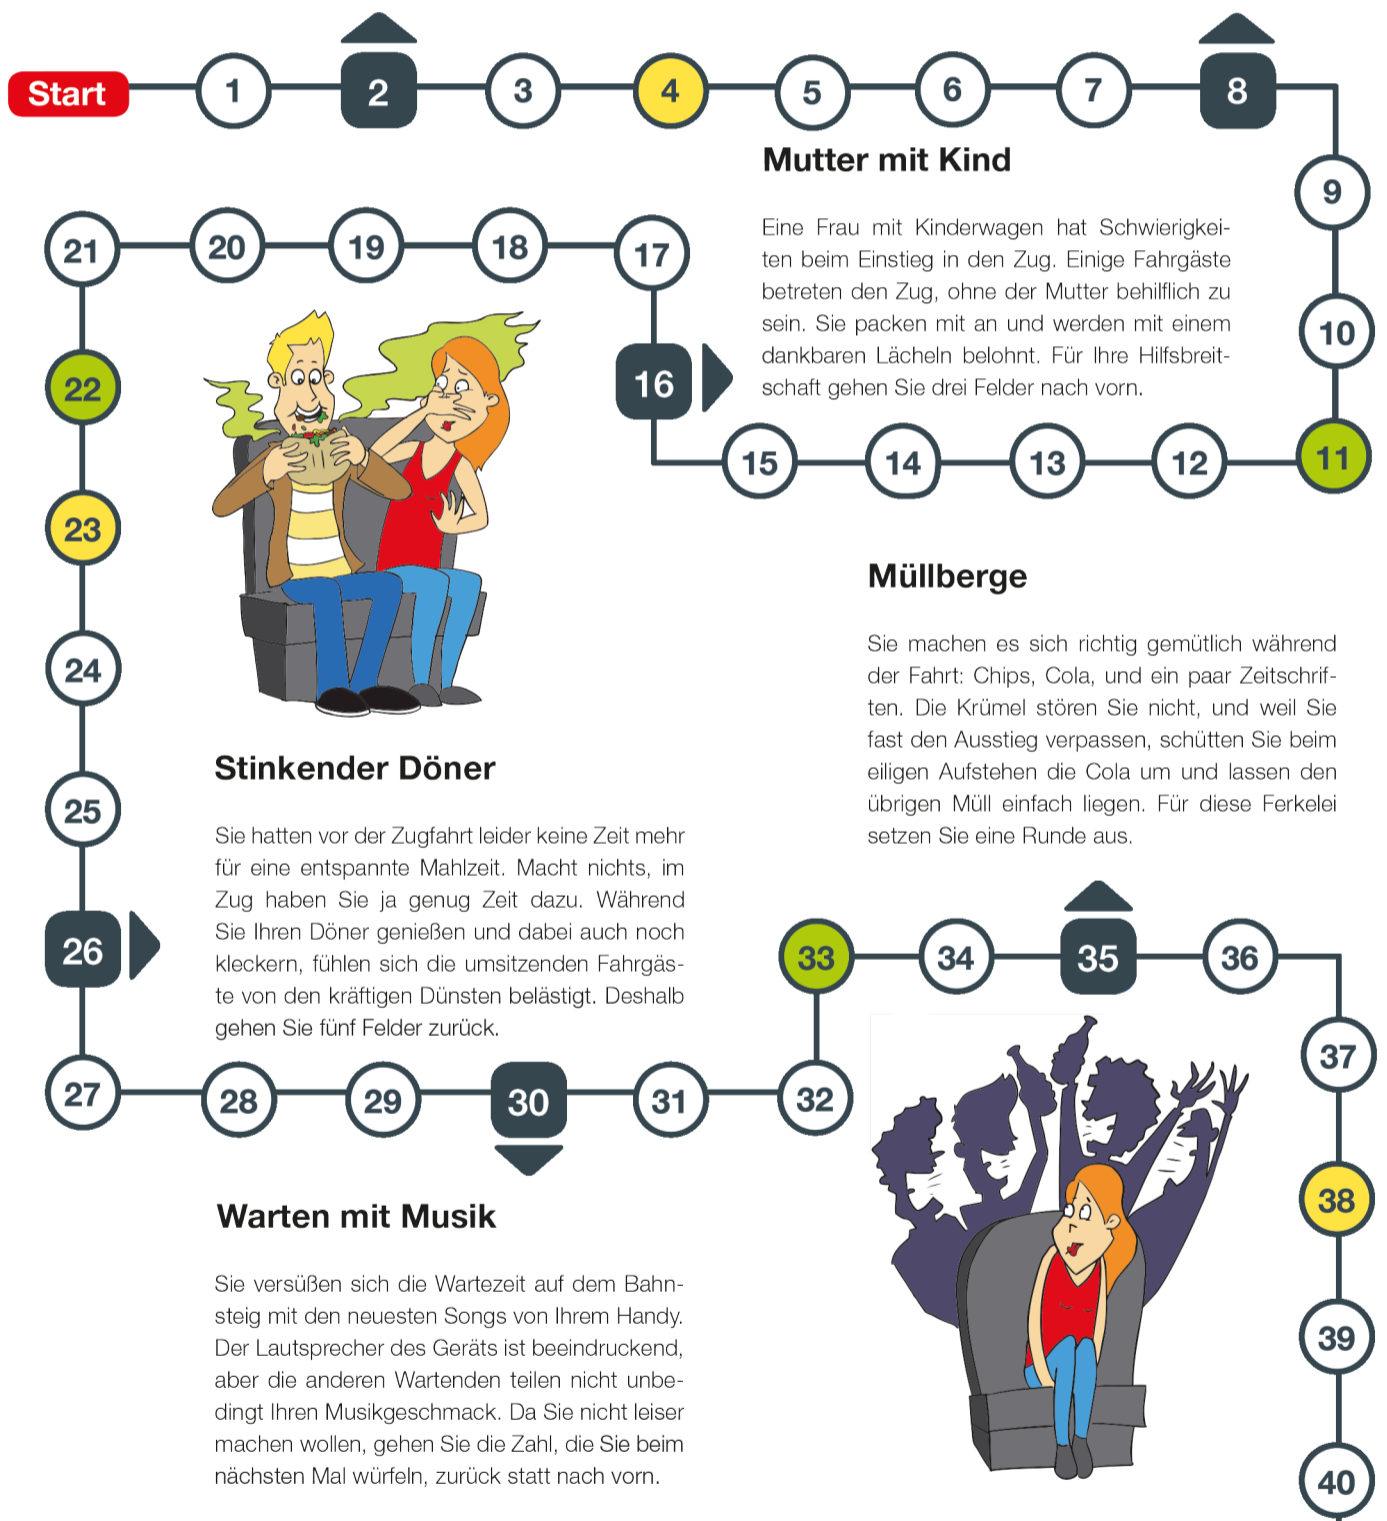 Start
1
2
3
4
5
6
7
8
Mutter mit Kind
9
Eine Frau mit Kinderwagen hat Schwierigkei-
ten beim Einstieg in den Zug. Einige Fahrgäste
betreten den Zug, ohne der Mutter behilflich zu
sein. Sie packen mit an und werden mit einem
dankbaren Lächeln belohnt. Für Ihre Hilfsbreit-
schaft gehen Sie drei Felder nach vorn.
10
11
12
13
14
15
16
17
18
19
20
21
22
23
24
25
26
Müllberge
Sie machen es sich richtig gemütlich während
der Fahrt: Chips, Cola, und ein paar Zeitschrif-
ten. Die Krümel stören Sie nicht, und weil Sie
fast den Ausstieg verpassen, schütten Sie beim
eiligen Aufstehen die Cola um und lassen den
übrigen Müll einfach liegen. Für diese Ferkelei
setzen Sie eine Runde aus.
Stinkender Döner
Sie hatten vor der Zugfahrt leider keine Zeit mehr
für eine entspannte Mahlzeit. Macht nichts, im
Zug haben Sie ja genug Zeit dazu. Während
Sie Ihren Döner genießen und dabei auch noch
kleckern, fühlen sich die umsitzenden Fahrgäs-
te von den kräftigen Dünsten belästigt. Deshalb
gehen Sie fünf Felder zurück.
27
28
29
30
31
32
33
34
35
36
37
38
39
40
Warten mit Musik
Sie versüßen sich die Wartezeit auf dem Bahn-
steig mit den neuesten Songs von Ihrem Handy.
Der Lautsprecher des Geräts ist beeindruckend,
aber die anderen Wartenden teilen nicht unbe-
dingt Ihren Musikgeschmack. Da Sie nicht leiser
machen wollen, gehen Sie die Zahl, die Sie beim
nächsten Mal würfeln, zurück statt nach vorn.